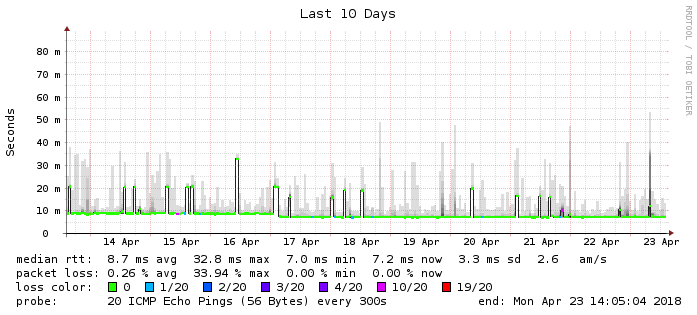 Last 10 Days
RRDTOOL / TOBI OETIKER
Seconds
80 m
70 m
60 m
50 m
40 m
30 m
20 m
10 m
0
14 Apr 15 Apr 16 Apr 17 Apr 18 Apr 19 Apr 20 Apr 21 Apr 22 Apr 23 Apr
median rtt: 8.7 ms avg 32.8 ms max 7.0 ms min 7.2 ms now 3.3 ms sd 2.6 am/s
packet loss: 0.26 % avg 33.94 % max 0.00 % min 0.00 % now
loss color: 0 1/20 2/20 3/20 4/20 10/20 19/20
probe: 20 ICMP Echo Pings (56 Bytes) every 300s end: Mon Apr 23 14:05:04 2018